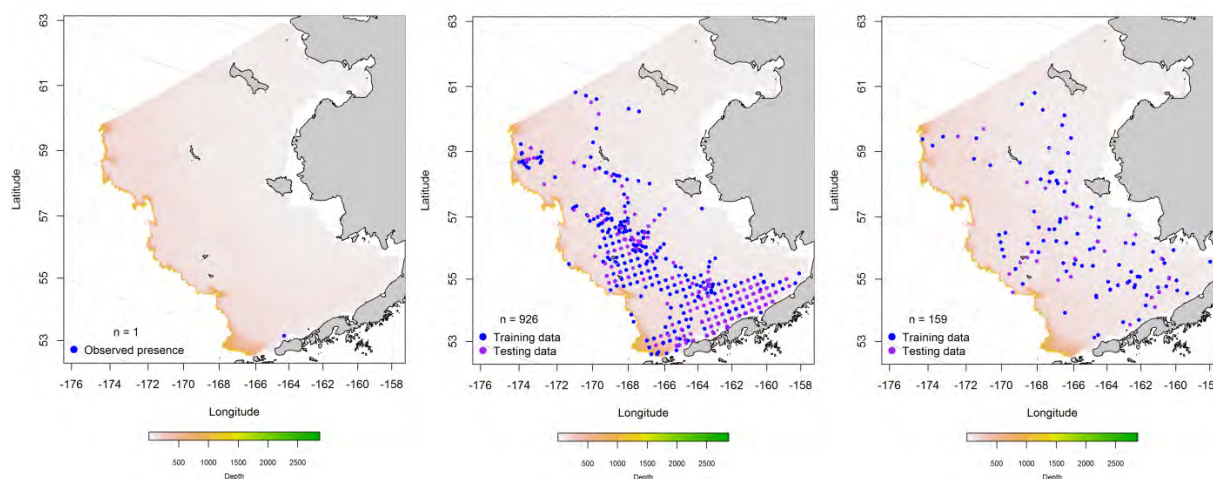 63
61
59
57
55
53
Latitude
n = 1
Observed presence
-176 -174 -172 -170 -168 -166 -164 -162 -160 -158
Longitude
500 1000 1500 2000 2500
Depth
63
61
59
57
55
53
Latitude
n = 926
Training data
Testing data
-176 -174 -172 -170 -168 -166 -164 -162 -160 -158
Longitude
500 1000 1500 2000 2500
Depth
63
61
59
57
55
53
Latitude
n = 159
Training data
Testing data
-176 -174 -172 -170 -168 -166 -164 -162 -160 -158
Longitude
500 1000 1500 2000 2500
Depth